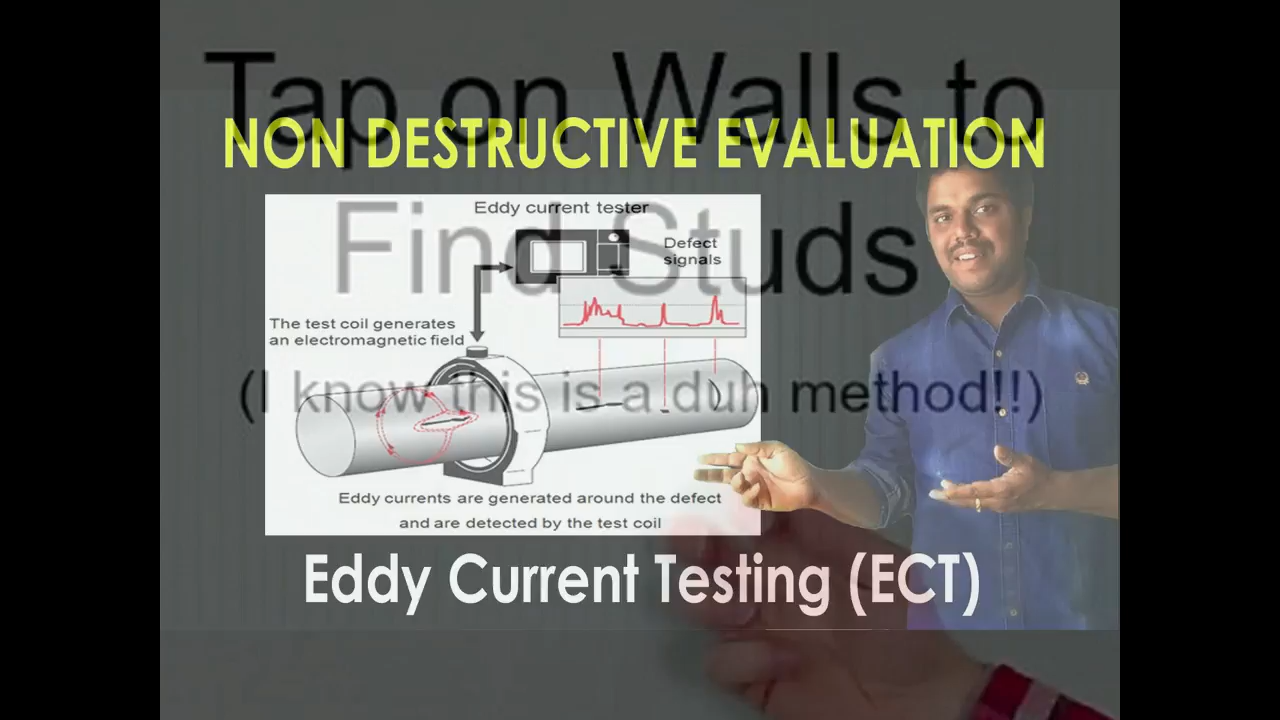 Tap on Walls to
NON DESTRUCTIVE EVALUATION
Find Studs
(I know this is a duh method!!)
Eddy current tester
Defect
signals
The test coil generates
an electromagnetic field
Eddy currents are generated around the defect
and are detected by the test coil
Eddy Current Testing (ECT)